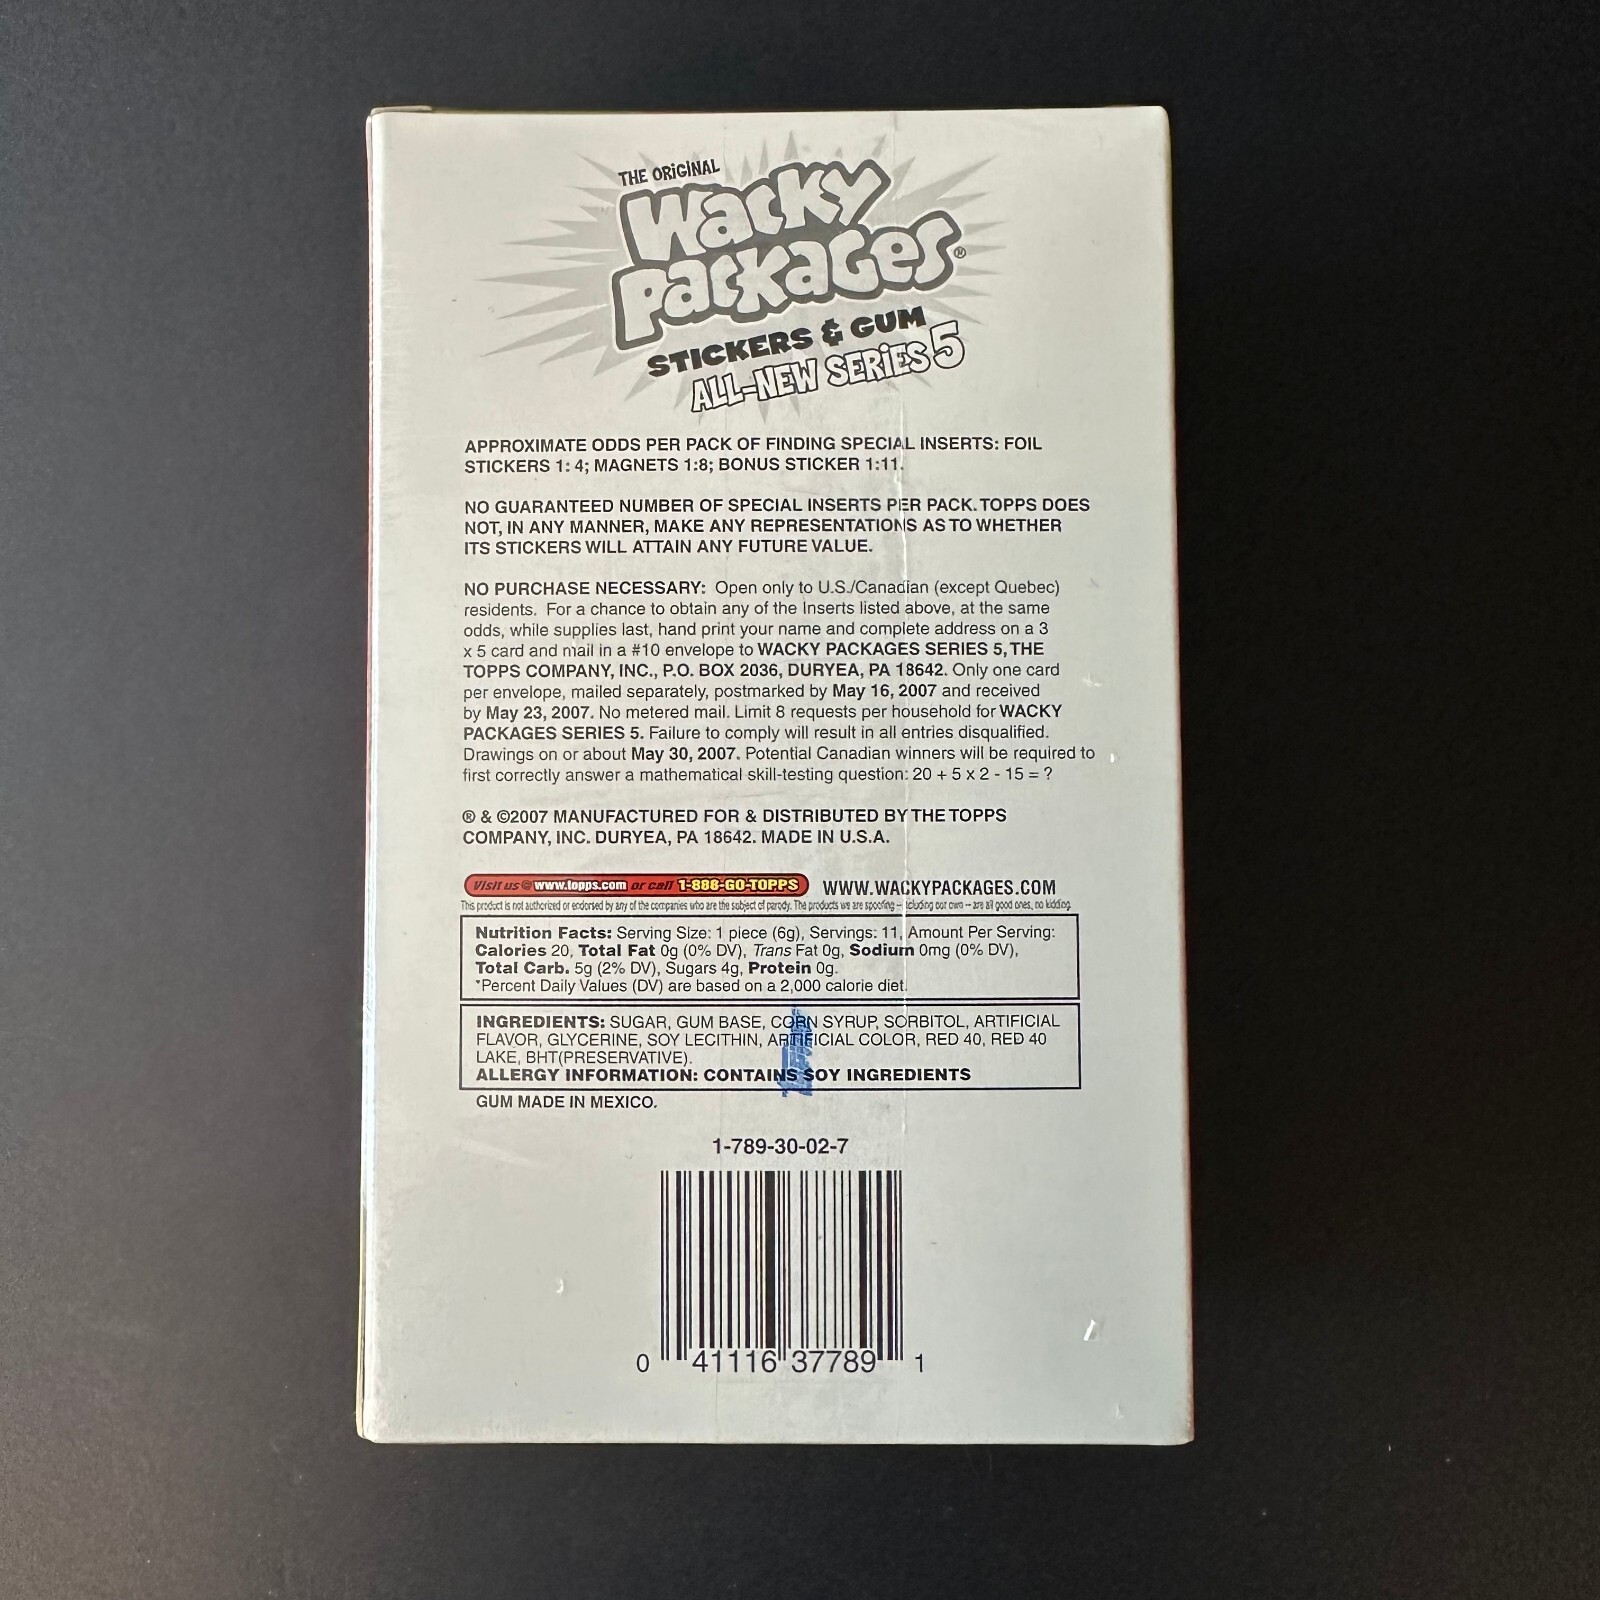 THE ORIGINAL
Wacky
PACKAGES®
STICKERS & GUM
ALL-NEW SERIES 5
APPROXIMATE ODDS PER PACK OF FINDING SPECIAL INSERTS: FOIL
STICKERS 1: 4; MAGNETS 1:8; BONUS STICKER 1:11.
NO GUARANTEED NUMBER OF SPECIAL INSERTS PER PACK. TOPPS DOES
NOT, IN ANY MANNER, MAKE ANY REPRESENTATIONS AS TO WHETHER
ITS STICKERS WILL ATTAIN ANY FUTURE VALUE.
NO PURCHASE NECESSARY: Open only to U.S./Canadian (except Quebec)
residents. For a chance to obtain any of the Inserts listed above, at the same
odds, while supplies last, hand print your name and complete address on a 3
x 5 card and mail in a #10 envelope to WACKY PACKAGES SERIES 5, THE
TOPPS COMPANY, INC., P.O. BOX 2036, DURYEA, PA 18642. Only one card
per envelope, mailed separately, postmarked by May 16, 2007 and received
by May 23, 2007. No metered mail. Limit 8 requests per household for WACKY
PACKAGES SERIES 5. Failure to comply will result in all entries disqualified.
Drawings on or about May 30, 2007. Potential Canadian winners will be required to
first correctly answer a mathematical skill-testing question: 20 + 5 x 2 - 15 = ?
® & ©2007 MANUFACTURED FOR & DISTRIBUTED BY THE TOPPS
COMPANY, INC. DURYEA, PA 18642. MADE IN U.S.A.
Visit us @ www.topps.com or call 1-888-GO-TOPPS WWW.WACKYPACKAGES.COM
This product is not authorized or endorsed by any of the companies who are the subject of parody. The products we are spoofing -- including our own -- are all good ones, no kidding.
Nutrition Facts: Serving Size: 1 piece (6g), Servings: 11, Amount Per Serving:
Calories 20, Total Fat 0g (0% DV), Trans Fat 0g, Sodium 0mg (0% DV),
Total Carb. 5g (2% DV), Sugars 4g, Protein 0g.
*Percent Daily Values (DV) are based on a 2,000 calorie diet.
INGREDIENTS: SUGAR, GUM BASE, CORN SYRUP, SORBITOL, ARTIFICIAL
FLAVOR, GLYCERINE, SOY LECITHIN, ARTIFICIAL COLOR, RED 40, RED 40
LAKE, BHT(PRESERVATIVE).
ALLERGY INFORMATION: CONTAINS SOY INGREDIENTS
GUM MADE IN MEXICO.
1-789-30-02-7
0 41116 37789 1